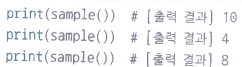 print(sample()) # [출력 결과] 10
print(sample()) # [출력 결과] 4
print(sample()) # [출력 결과] 8